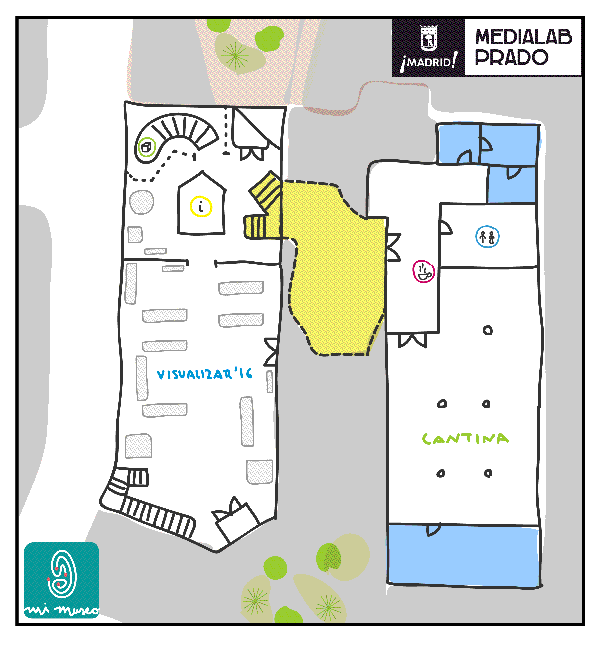 ¡MADRID!
MEDIALAB
PRADO
i
VISUALIZAR'16
CANTINA
mi museo